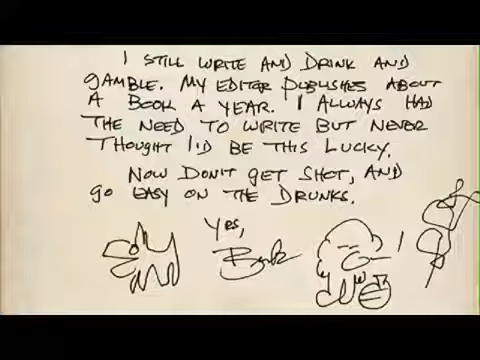 I STILL WRITE AND DRINK AND
GAMBLE. MY EDITOR PUBLISHES ABOUT
A BOOK A YEAR. I ALWAYS HAD
THE NEED TO WRITE BUT NEVER
THOUGHT I'D BE THIS LUCKY.
NOW DON'T GET SHOT, AND
GO EASY ON THE DRUNKS.
YES,
Buk